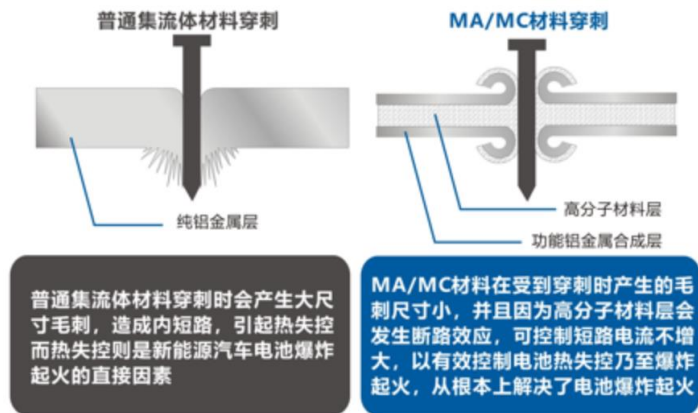 普通集流体材料穿刺
纯铝金属层
普通集流体材料穿刺时会产生大尺
寸毛刺，造成内短路，引起热失控
而热失控则是新能源汽车电池爆炸
起火的直接因素
MA/MC材料穿刺
高分子材料层
功能铝金属合成层
MA/MC材料在受到穿刺时产生的毛
刺尺寸小，并且因为高分子材料层会
发生断路效应，可控制短路电流不增
大，以有效控制电池热失控乃至爆炸
起火，从根本上解决了电池爆炸起火